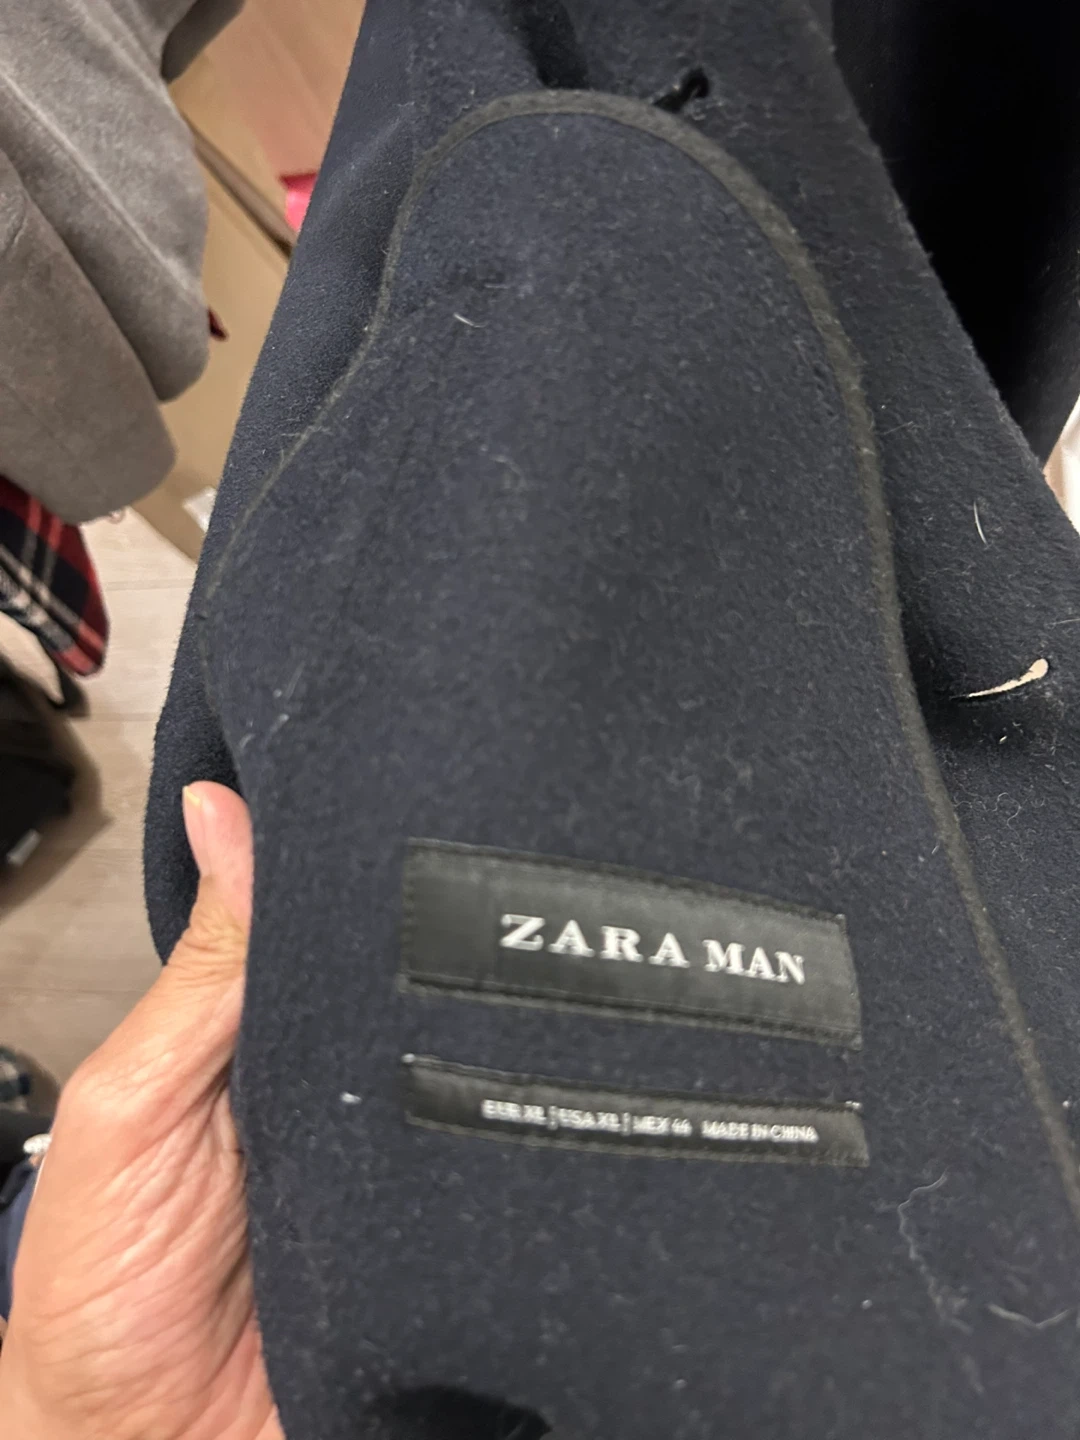 ZARA MAN
EUR XL | USA XL | MEX 44 MADE IN CHINA